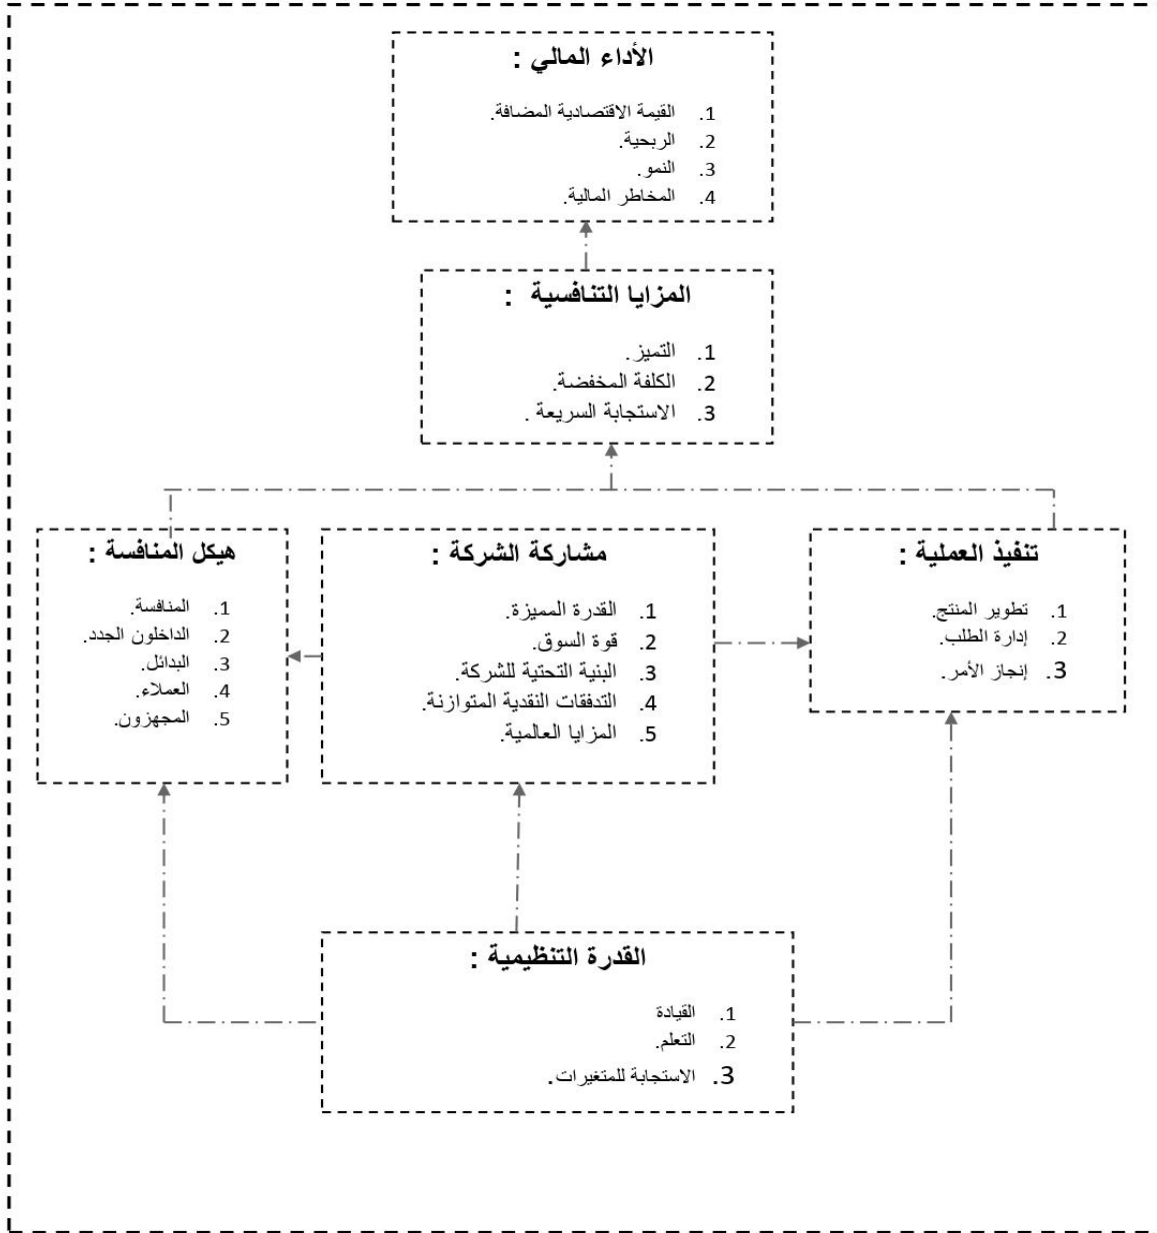 الأداء المالي :
1. القيمة الاقتصادية المضافة.
2. الربحية.
3. النمو.
4. المخاطر المالية.
المزايا التنافسية :
1. التميز.
2. الكلفة المخفضة.
3. الاستجابة السريعة .
تنفيذ العملية :
1. تطوير المنتج.
2. إدارة الطلب.
3. إنجاز الأمر.
مشاركة الشركة :
1. القدرة المميزة.
2. قوة السوق.
3. البنية التحتية للشركة.
4. التدفقات النقدية المتوازنة.
5. المزايا العالمية.
هيكل المنافسة :
1. المنافسة.
2. الداخلون الجدد.
3. البدائل.
4. العملاء.
5. المجهزون.
القدرة التنظيمية :
1. القيادة
2. التعلم.
3. الاستجابة للمتغيرات.